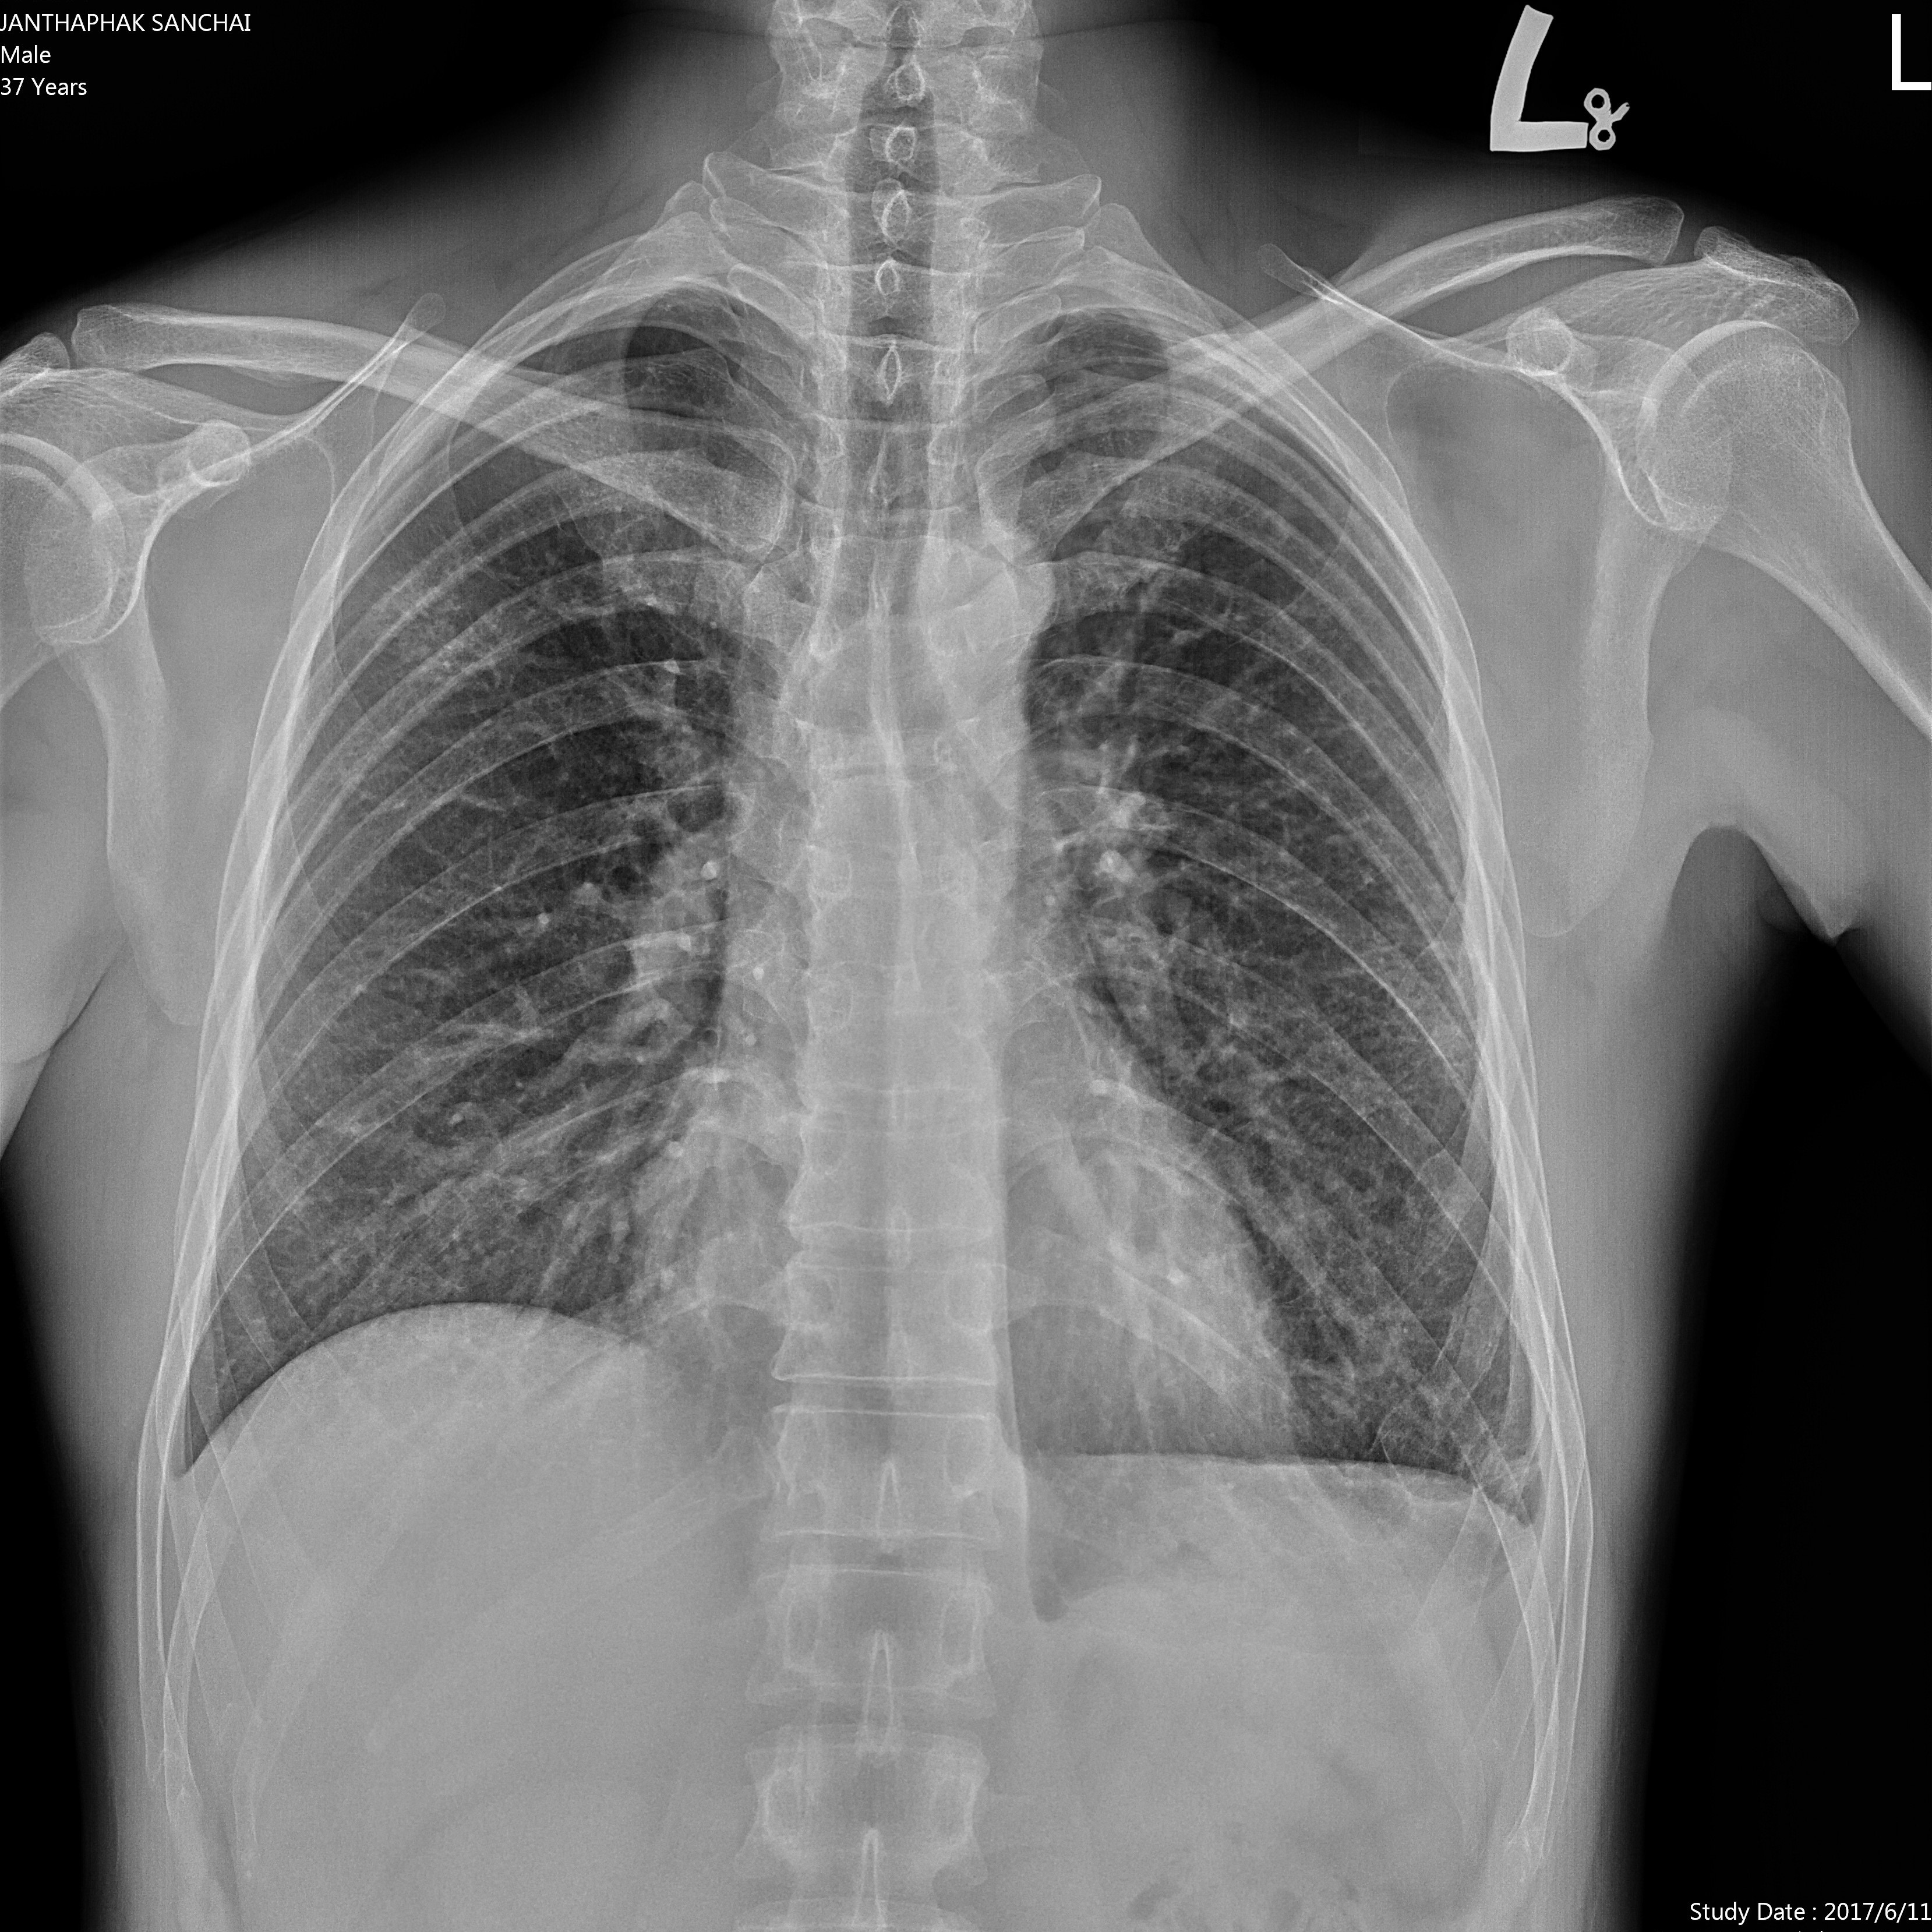 JANTHAPHAK SANCHAI
Male
37 Years
L
L
Study Date : 2017/6/11